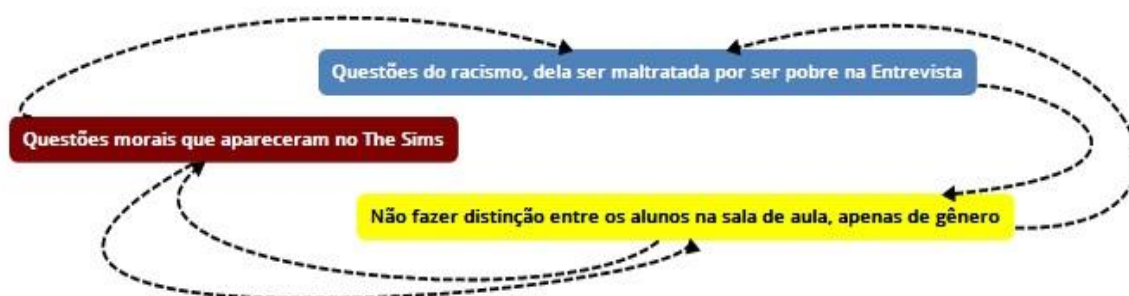 Questões do racismo, dela ser maltratada por ser pobre na Entrevista
Questões morais que apareceram no The Sims
Não fazer distinção entre os alunos na sala de aula, apenas de gênero